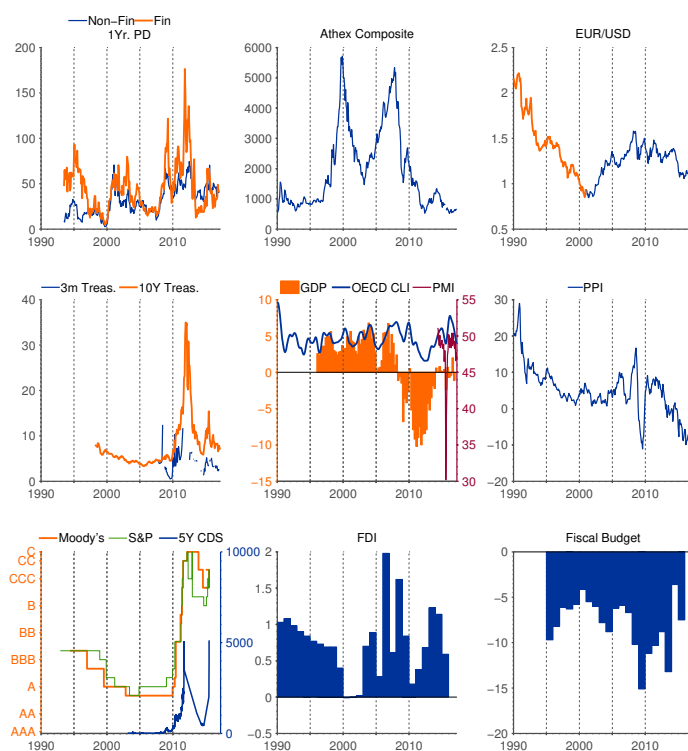 Non-Fin Fin
1Yr. PD
200
150
100
50
0
1990 2000 2010
Athex Composite
6000
5000
4000
3000
2000
1000
0
1990 2000 2010
EUR/USD
2.5
2
1.5
1
0.5
1990 2000 2010
3m Treas. 10Y Treas.
40
30
20
10
0
1990 2000 2010
GDP OECD CLI PMI
10
5
0
−5
−10
−15
55
50
45
40
35
30
1990 2000 2010
PPI
30
20
10
0
−10
−20
1990 2000 2010
Moody's S&P 5Y CDS
C
CC
CCC
B
BB
BBB
A
AA
AAA
10000
5000
0
1990 2000 2010
FDI
2
1.5
1
0.5
0
−0.5
1990 2000 2010
Fiscal Budget
0
−5
−10
−15
−20
1990 2000 2010